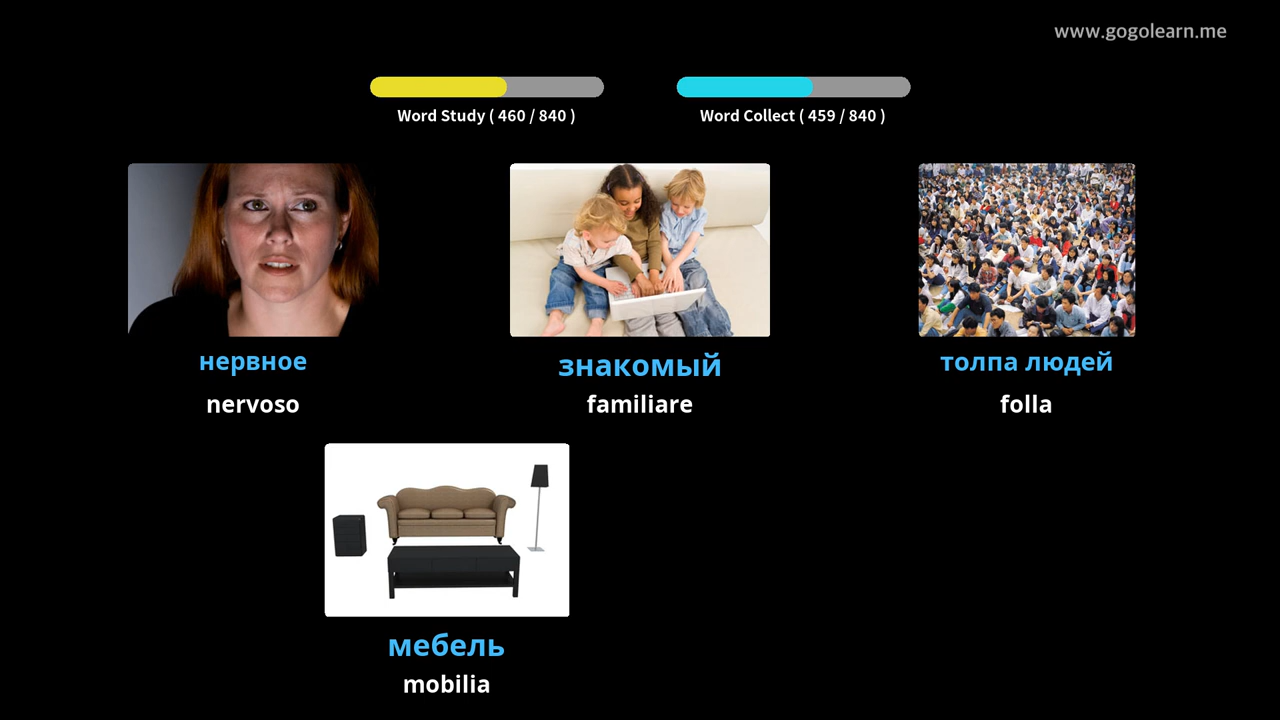 www.gogolearn.me
Word Study ( 460 / 840 )
Word Collect ( 459 / 840 )
нервное
знакомый
толпа людей
nervoso
familiare
folla
мебель
mobilia